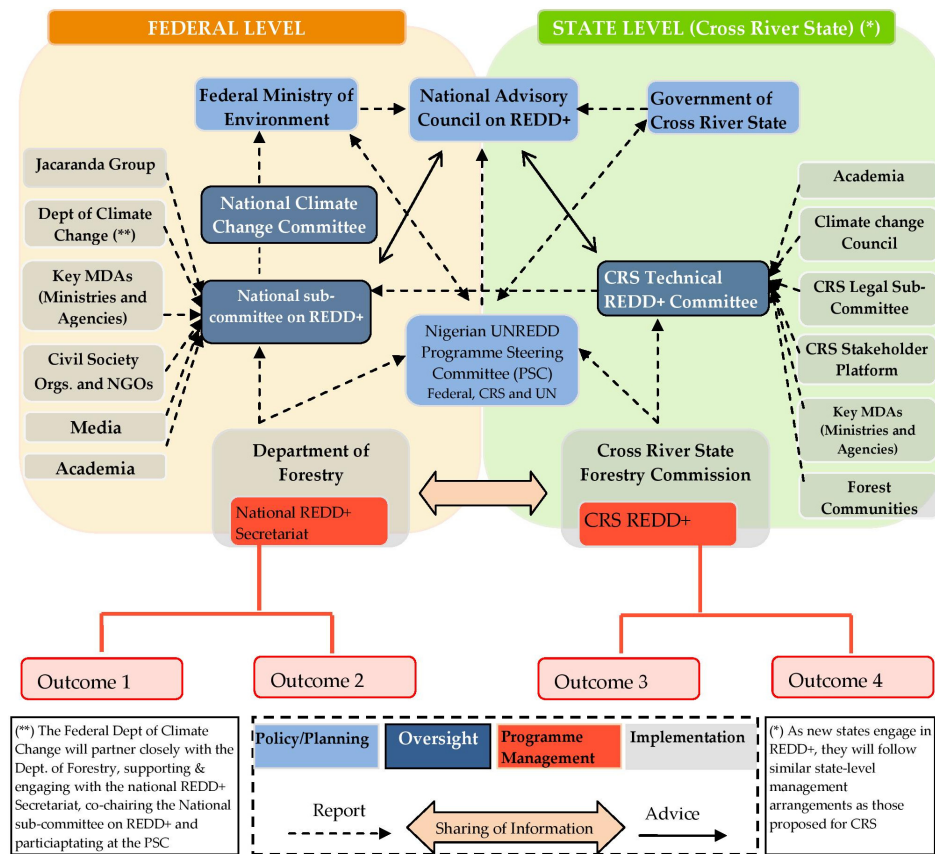 FEDERAL LEVEL
STATE LEVEL (Cross River State) (*)
Federal Ministry of
Environment
National Advisory
Council on REDD+
Government of
Cross River State
Jacaranda Group
Dept of Climate
Change (**)
Key MDAs
(Ministries and
Agencies)
Civil Society
Orgs. and NGOs
Media
Academia
National Climate
Change Committee
National sub-
committee on REDD+
CRS Technical
REDD+ Committee
Nigerian UNREDD
Programme Steering
Committee (PSC)
Federal, CRS and UN
Academia
Climate change
Council
CRS Legal Sub-
Committee
CRS Stakeholder
Platform
Key MDAs
(Ministries and
Agencies)
Forest
Communities
Department of
Forestry
National REDD+
Secretariat
Cross River State
Forestry Commission
CRS REDD+
Outcome 1
Outcome 2
Outcome 3
Outcome 4
(**) The Federal Dept of Climate
Change will partner closely with the
Dept. of Forestry, supporting &
engaging with the national REDD+
Secretariat, co-chairing the National
sub-committee on REDD+ and
particiaptating at the PSC
Policy/Planning
Oversight
Programme
Management
Implementation
Report
Sharing of Information
Advice
(*) As new states engage in
REDD+, they will follow
similar state-level
management
arrangements as those
proposed for CRS